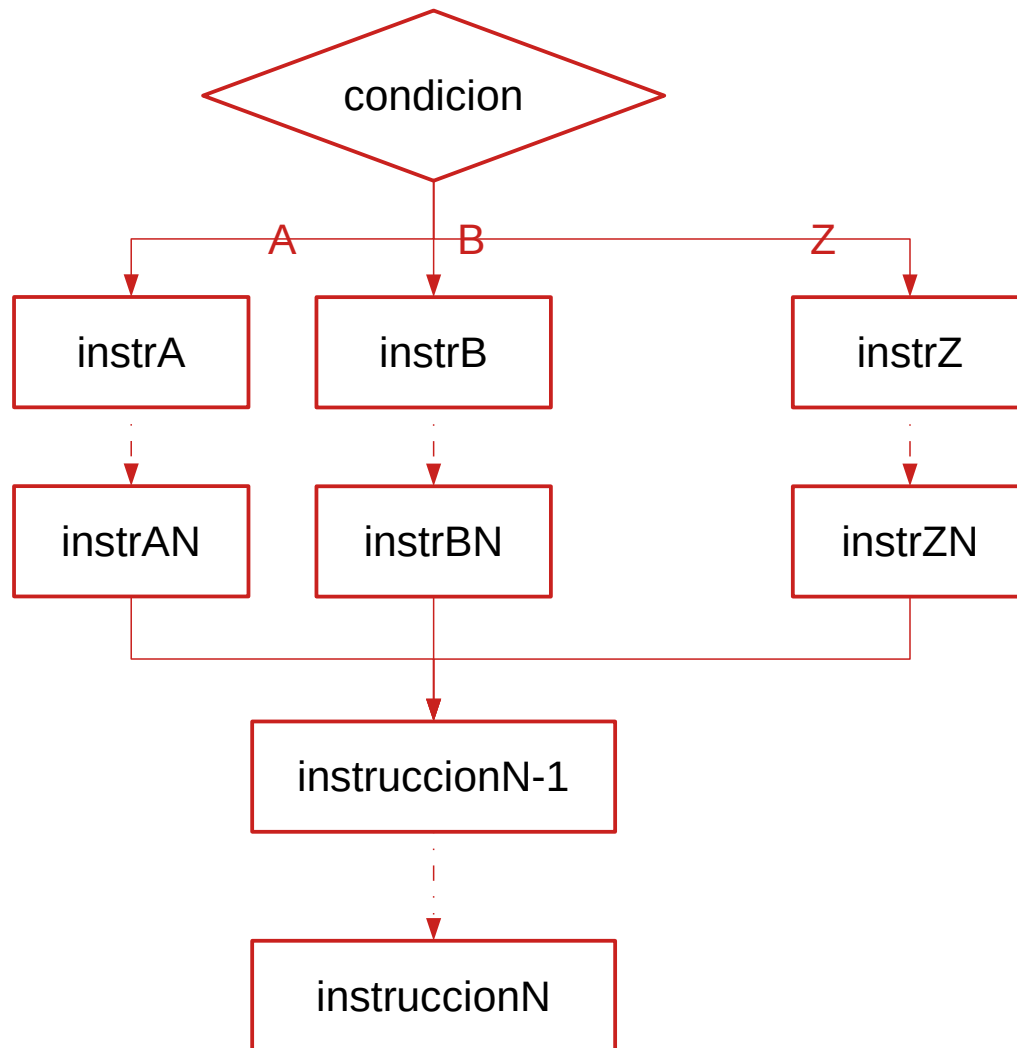 condicion
A B Z
instrA instrB instrZ
instrAN instrBN instrZN
instruccionN-1
instruccionN